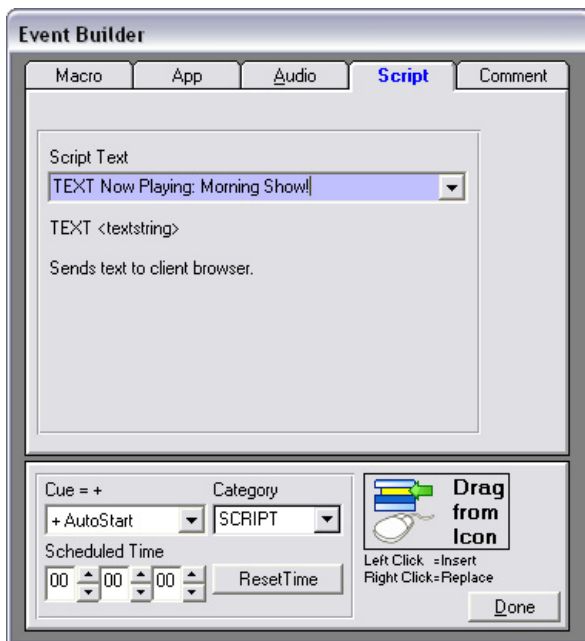 Event Builder
Macro App Audio Script Comment
Script Text
TEXT Now Playing: Morning Show!
TEXT <textstring>
Sends text to client browser.
Cue = + Category
+ AutoStart SCRIPT
Scheduled Time
00 00 00 ResetTime
Drag
from
Icon
Left Click =Insert
Right Click=Replace
Done